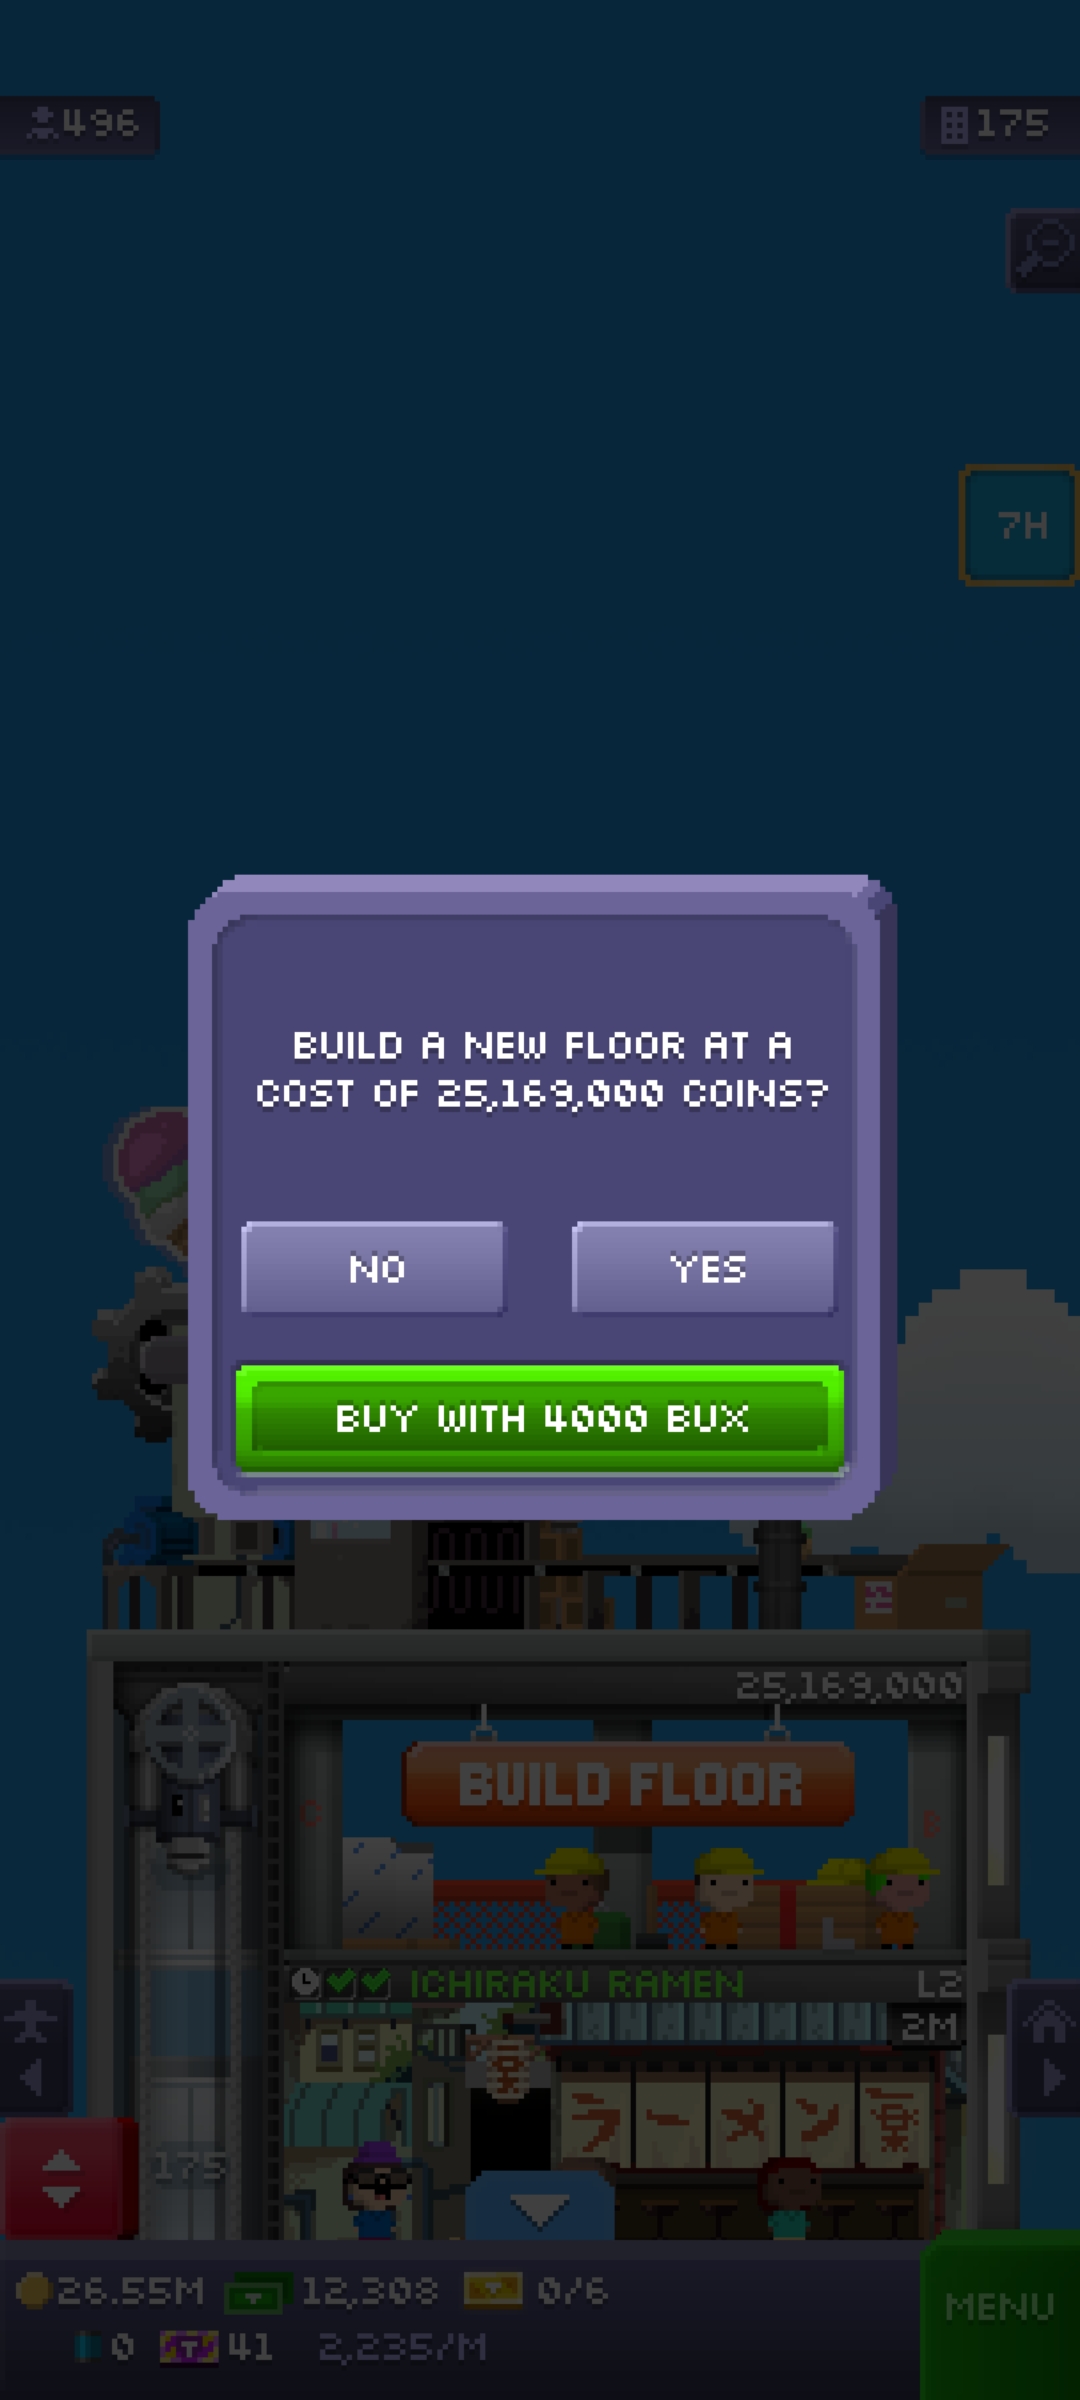 496
175
7H
BUILD A NEW FLOOR AT A
COST OF 25,169,000 COINS?
NO
YES
BUY WITH 4000 BUX
25,169,000
BUILD FLOOR
C
B
ICHIRAKU RAMEN
L2
2M
ラーメン
175
26.55M
12,308
0/6
0
T
41
2,235/M
MENU